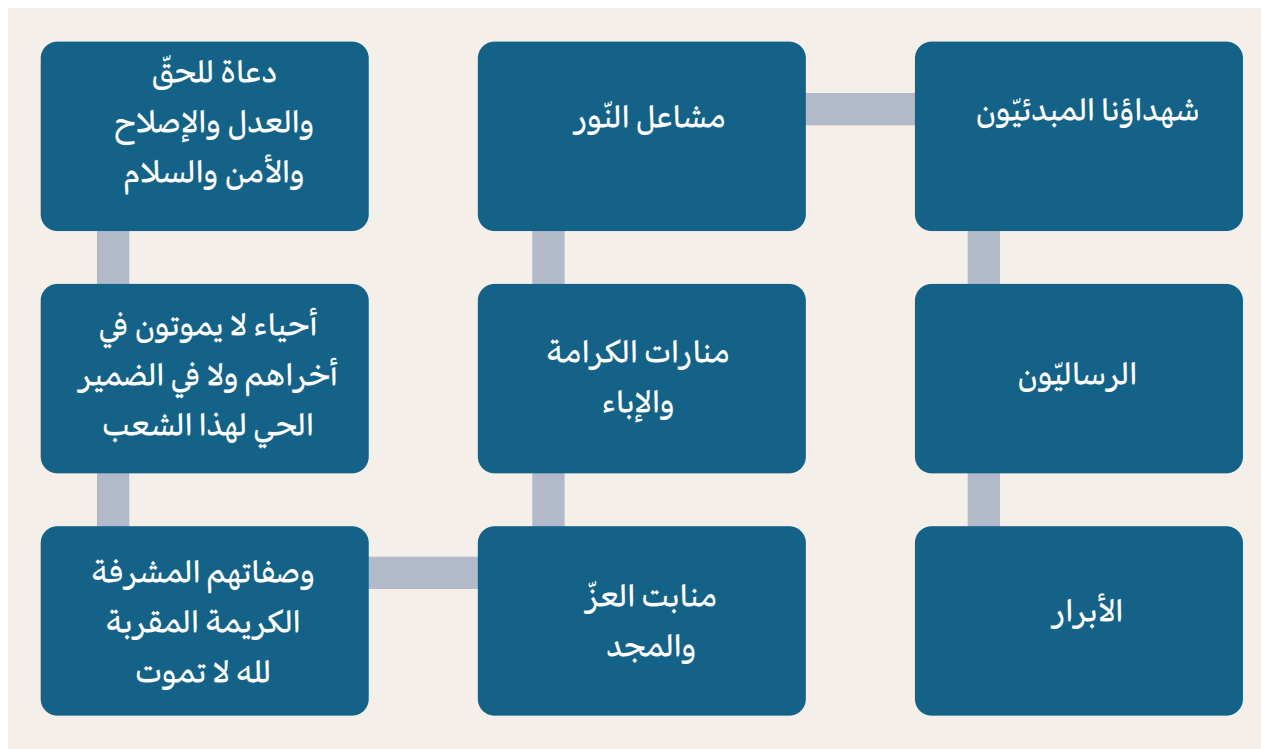 شهداؤنا المبدئيّون
الرساليّون
الأبرار
مشاعل النّور
منارات الكرامة
والإباء
منابت العزّ
والمجد
دعاة للحقّ
والعدل والإصلاح
والأمن والسلام
أحياء لا يموتون في
أخراهم ولا في الضمير
الحي لهذا الشعب
وصفاتهم المشرفة
الكريمة المقربة
لله لا تموت